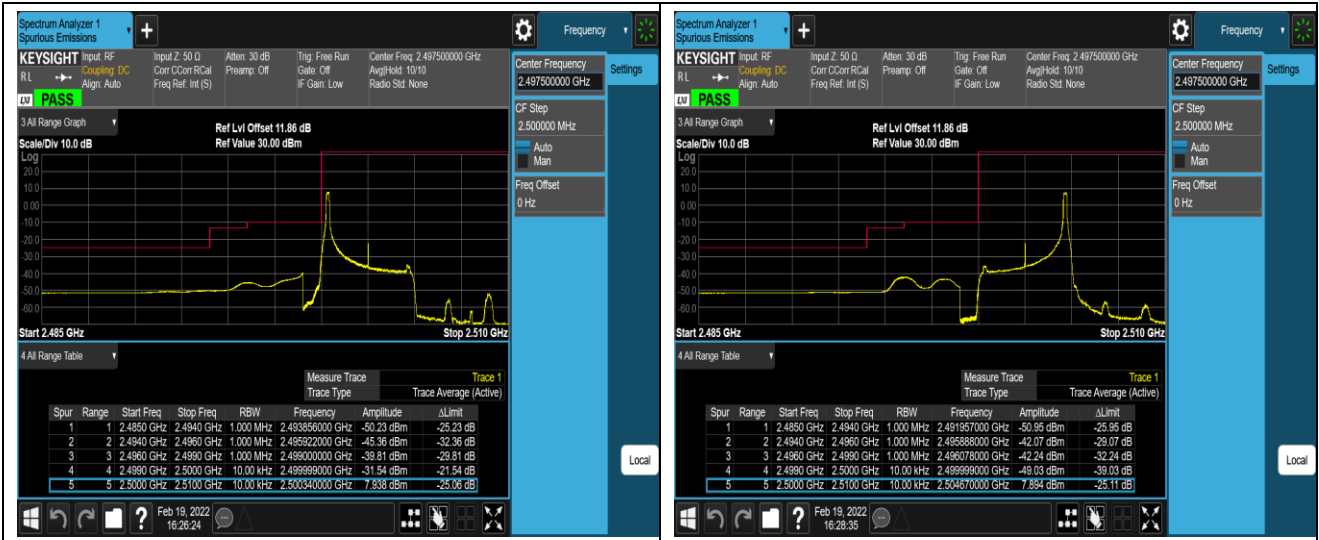 Spectrum Analyzer 1
Spurious Emissions
+
Frequency
KEYSIGHT
Input: RF
Coupling: DC
Align: Auto
Input Z: 50 Ω
Corr CCorr RCal
Freq Ref: Int (S)
Atten: 30 dB
Preamp: Off
Trig: Free Run
Gate: Off
IF Gain: Low
Center Freq: 2.497500000 GHz
Avg|Hold: 10/10
Radio Std: None
R L
LXI
PASS
Center Frequency
2.497500000 GHz
Settings
CF Step
2.500000 MHz
Auto
Man
Freq Offset
0 Hz
3 All Range Graph
Ref Lvl Offset 11.86 dB
Scale/Div 10.0 dB
Ref Value 30.00 dBm
Log
20.0
10.0
0.00
-10.0
-20.0
-30.0
-40.0
-50.0
-60.0
Start 2.485 GHz
Stop 2.510 GHz
4 All Range Table
Measure Trace Trace 1
Trace Type Trace Average (Active)
Spur Range Start Freq Stop Freq RBW Frequency Amplitude ΔLimit
1 1 2.4850 GHz 2.4940 GHz 1.000 MHz 2.493856000 GHz -50.23 dBm -25.23 dB
2 2 2.4940 GHz 2.4960 GHz 1.000 MHz 2.495922000 GHz -45.36 dBm -32.36 dB
3 3 2.4960 GHz 2.4990 GHz 1.000 MHz 2.499000000 GHz -39.81 dBm -29.81 dB
4 4 2.4990 GHz 2.5000 GHz 10.00 kHz 2.499999000 GHz -31.54 dBm -21.54 dB
5 5 2.5000 GHz 2.5100 GHz 10.00 kHz 2.500340000 GHz 7.938 dBm -25.06 dB
Local
?
Feb 19, 2022
16:26:24
Spectrum Analyzer 1
Spurious Emissions
+
Frequency
KEYSIGHT
Input: RF
Coupling: DC
Align: Auto
Input Z: 50 Ω
Corr CCorr RCal
Freq Ref: Int (S)
Atten: 30 dB
Preamp: Off
Trig: Free Run
Gate: Off
IF Gain: Low
Center Freq: 2.497500000 GHz
Avg|Hold: 10/10
Radio Std: None
R L
LXI
PASS
Center Frequency
2.497500000 GHz
Settings
CF Step
2.500000 MHz
Auto
Man
Freq Offset
0 Hz
3 All Range Graph
Ref Lvl Offset 11.86 dB
Scale/Div 10.0 dB
Ref Value 30.00 dBm
Log
20.0
10.0
0.00
-10.0
-20.0
-30.0
-40.0
-50.0
-60.0
Start 2.485 GHz
Stop 2.510 GHz
4 All Range Table
Measure Trace Trace 1
Trace Type Trace Average (Active)
Spur Range Start Freq Stop Freq RBW Frequency Amplitude ΔLimit
1 1 2.4850 GHz 2.4940 GHz 1.000 MHz 2.491957000 GHz -50.95 dBm -25.95 dB
2 2 2.4940 GHz 2.4960 GHz 1.000 MHz 2.495888000 GHz -42.07 dBm -29.07 dB
3 3 2.4960 GHz 2.4990 GHz 1.000 MHz 2.496078000 GHz -42.24 dBm -32.24 dB
4 4 2.4990 GHz 2.5000 GHz 10.00 kHz 2.499999000 GHz -49.03 dBm -39.03 dB
5 5 2.5000 GHz 2.5100 GHz 10.00 kHz 2.504670000 GHz 7.894 dBm -25.11 dB
Local
?
Feb 19, 2022
16:28:35